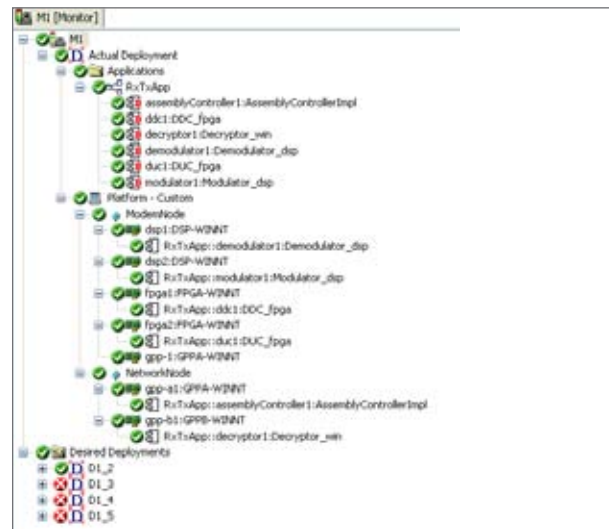 M1 [Monitor]
M1
Actual Deployment
Applications
RxTxApp
assemblyController1:AssemblyControllerImpl
ddc1:DDC_fpga
decryptor1:Decryptor_win
demodulator1:Demodulator_dsp
duc1:DUC_fpga
modulator1:Modulator_dsp
Platform - Custom
ModemNode
dsp1:DSP-WINNT
RxTxApp::demodulator1:Demodulator_dsp
dsp2:DSP-WINNT
RxTxApp::modulator1:Modulator_dsp
fpga1:FPGA-WINNT
RxTxApp::ddc1:DDC_fpga
fpga2:FPGA-WINNT
RxTxApp::duc1:DUC_fpga
gpp-1:GPPA-WINNT
NetworkNode
gpp-a1:GPPA-WINNT
RxTxApp::assemblyController1:AssemblyControllerImpl
gpp-b1:GPPB-WINNT
RxTxApp::decryptor1:Decryptor_win
Desired Deployments
D1_2
D1_3
D1_4
D1_5